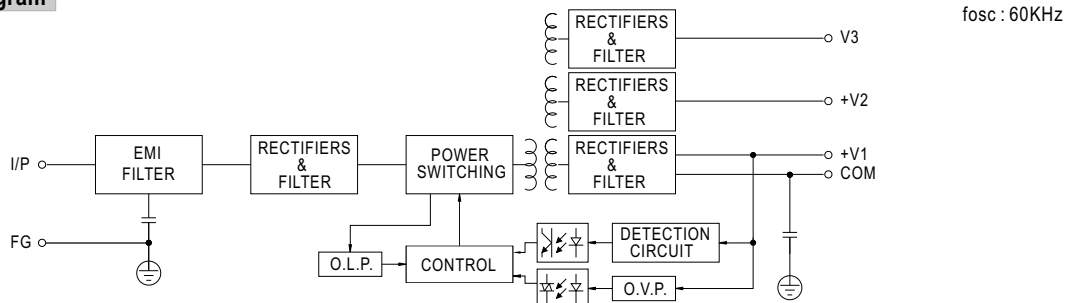 fosc : 60KHz
RECTIFIERS
&
FILTER
V3
RECTIFIERS
&
FILTER
+V2
I/P
EMI
FILTER
RECTIFIERS
&
FILTER
POWER
SWITCHING
RECTIFIERS
&
FILTER
+V1
COM
FG
O.L.P.
CONTROL
DETECTION
CIRCUIT
O.V.P.